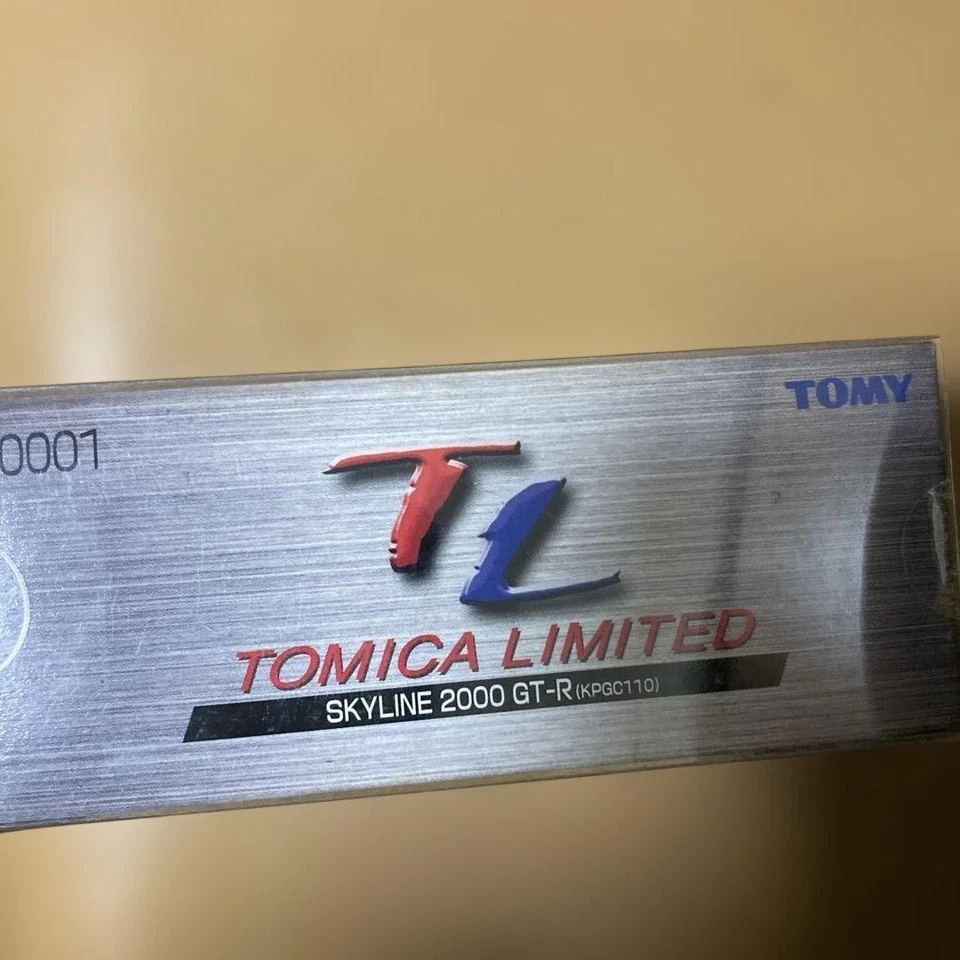 TOMY
0001
TL
TOMICA LIMITED
SKYLINE 2000 GT-R (KPGC110)